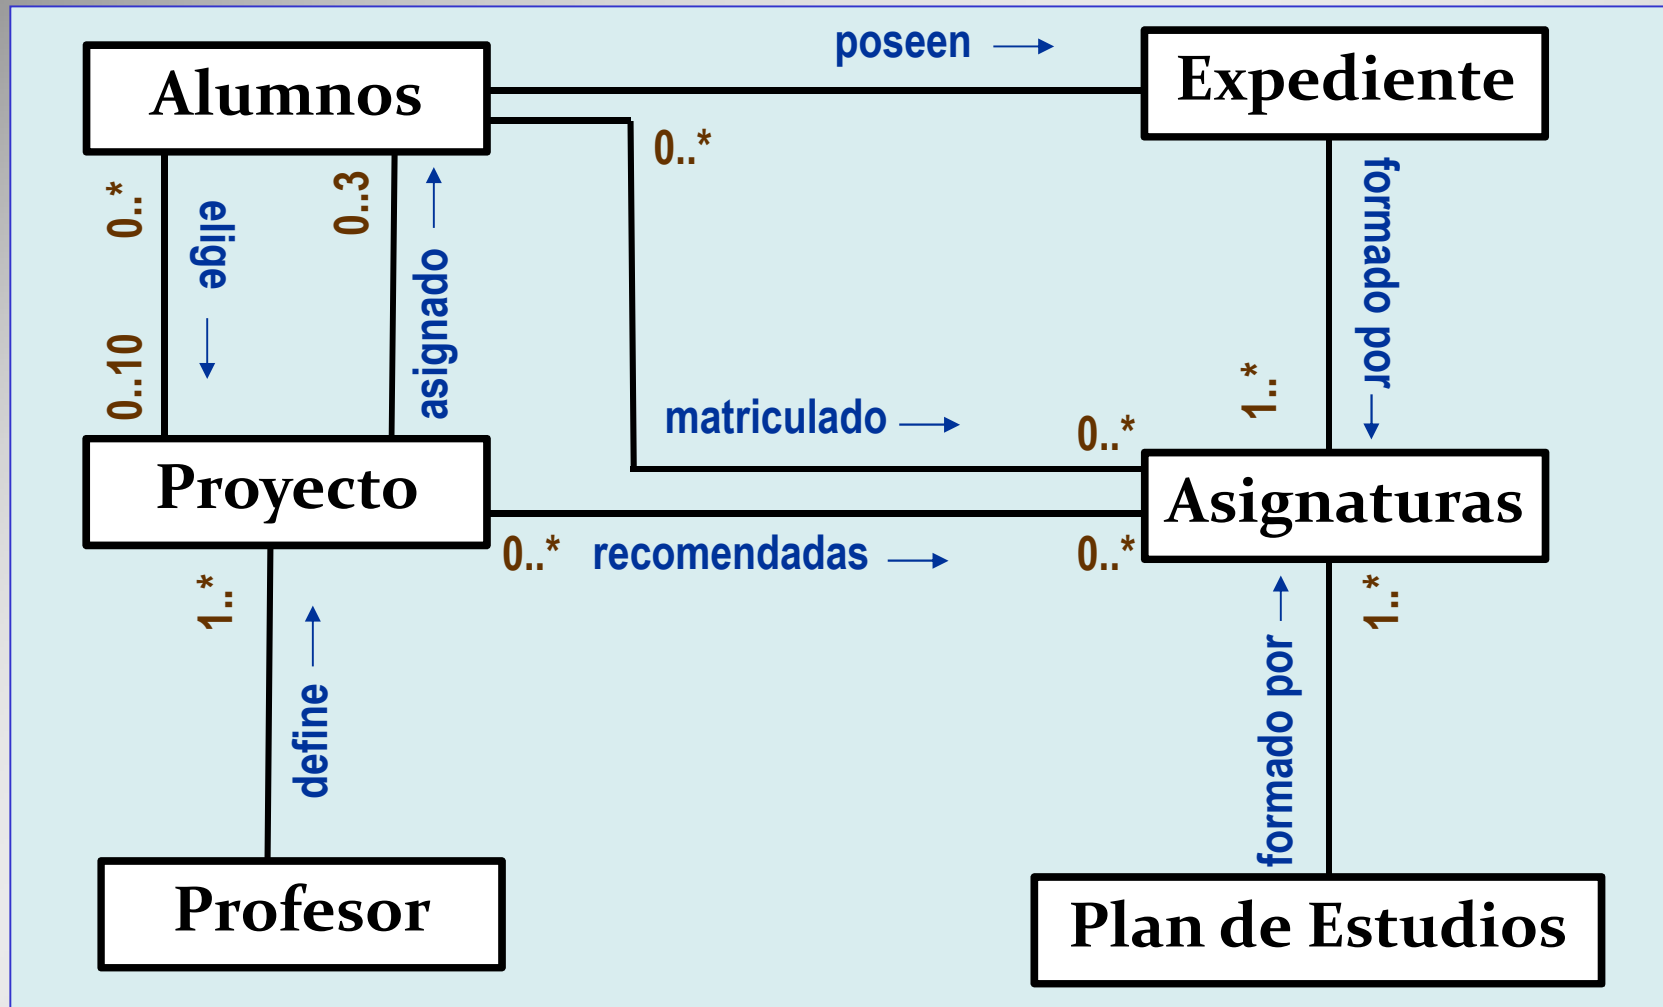 poseen
Alumnos
Expediente
0..*
0..*
elige
0..3
asignado
formado por
0..10
1..*
matriculado
0..*
Proyecto
Asignaturas
0..*
recomendadas
0..*
1..*
1..*
define
formado por
Profesor
Plan de Estudios